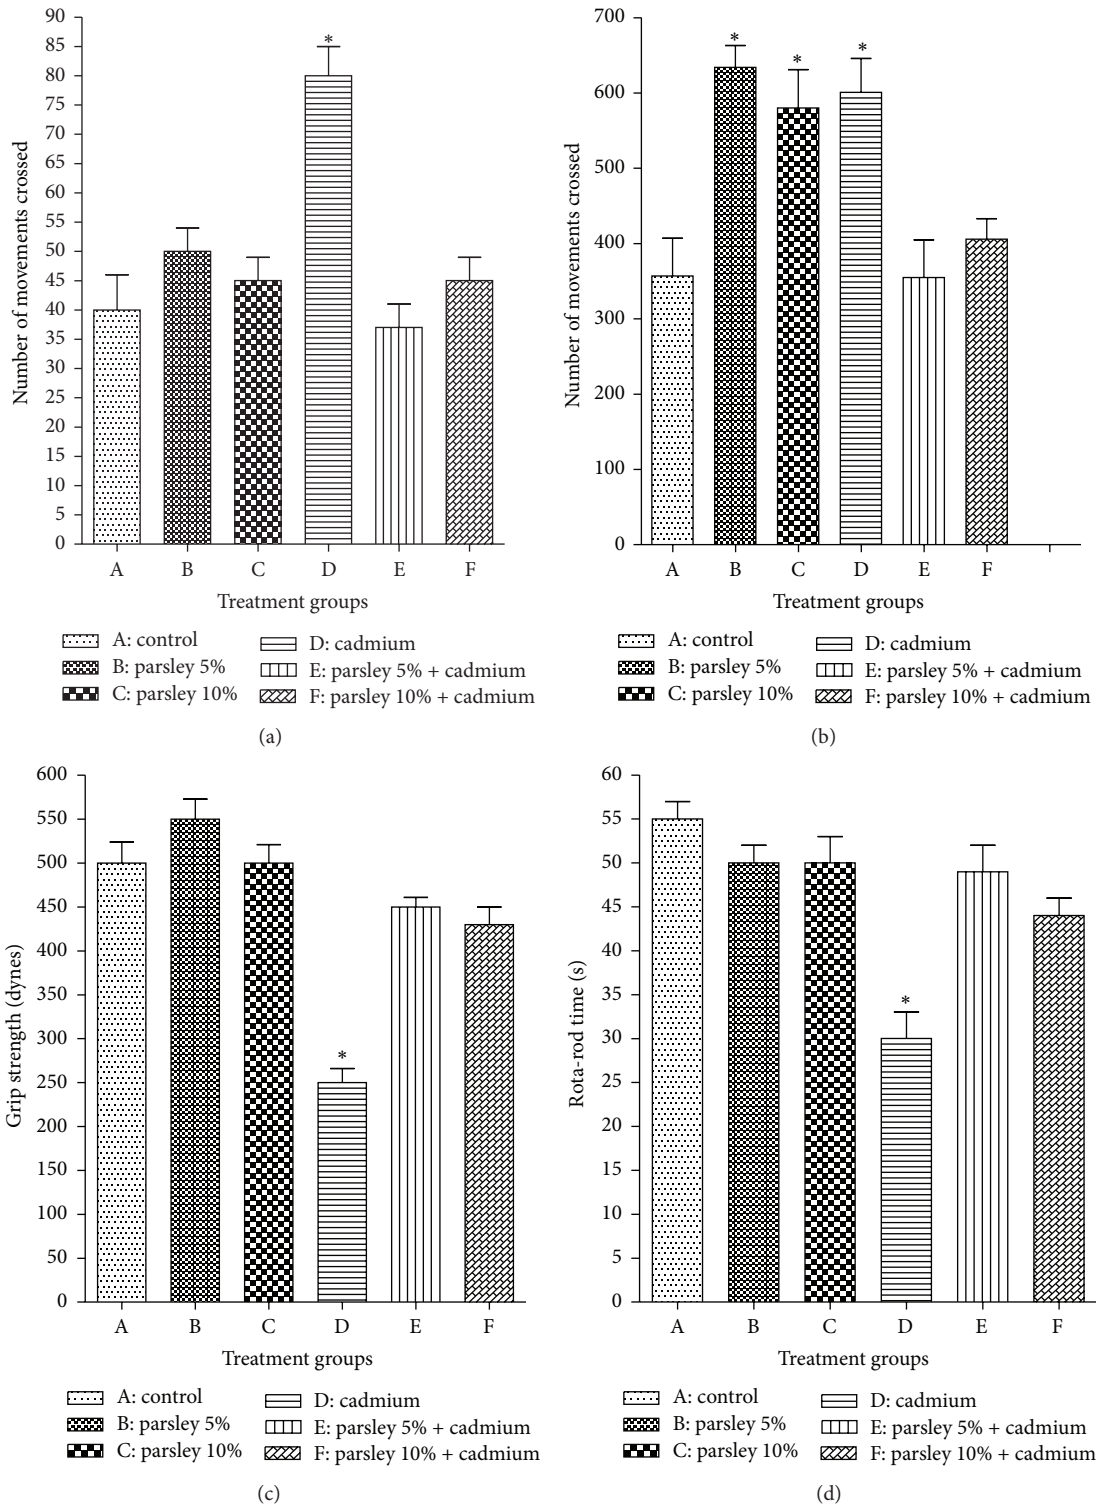 90
85
80
75
70
65
60
55
50
45
40
35
30
25
20
15
10
5
0
Number of movements crossed
*
A B C D E F
Treatment groups
A: control
B: parsley 5%
C: parsley 10%
D: cadmium
E: parsley 5% + cadmium
F: parsley 10% + cadmium
(a)
700
600
500
400
300
200
100
0
Number of movements crossed
* * *
A B C D E F
Treatment groups
A: control
B: parsley 5%
C: parsley 10%
D: cadmium
E: parsley 5% + cadmium
F: parsley 10% + cadmium
(b)
600
550
500
450
400
350
300
250
200
150
100
50
0
Grip strength (dynes)
*
A B C D E F
Treatment groups
A: control
B: parsley 5%
C: parsley 10%
D: cadmium
E: parsley 5% + cadmium
F: parsley 10% + cadmium
(c)
60
55
50
45
40
35
30
25
20
15
10
5
0
Rota-rod time (s)
*
A B C D E F
Treatment groups
A: control
B: parsley 5%
C: parsley 10%
D: cadmium
E: parsley 5% + cadmium
F: parsley 10% + cadmium
(d)